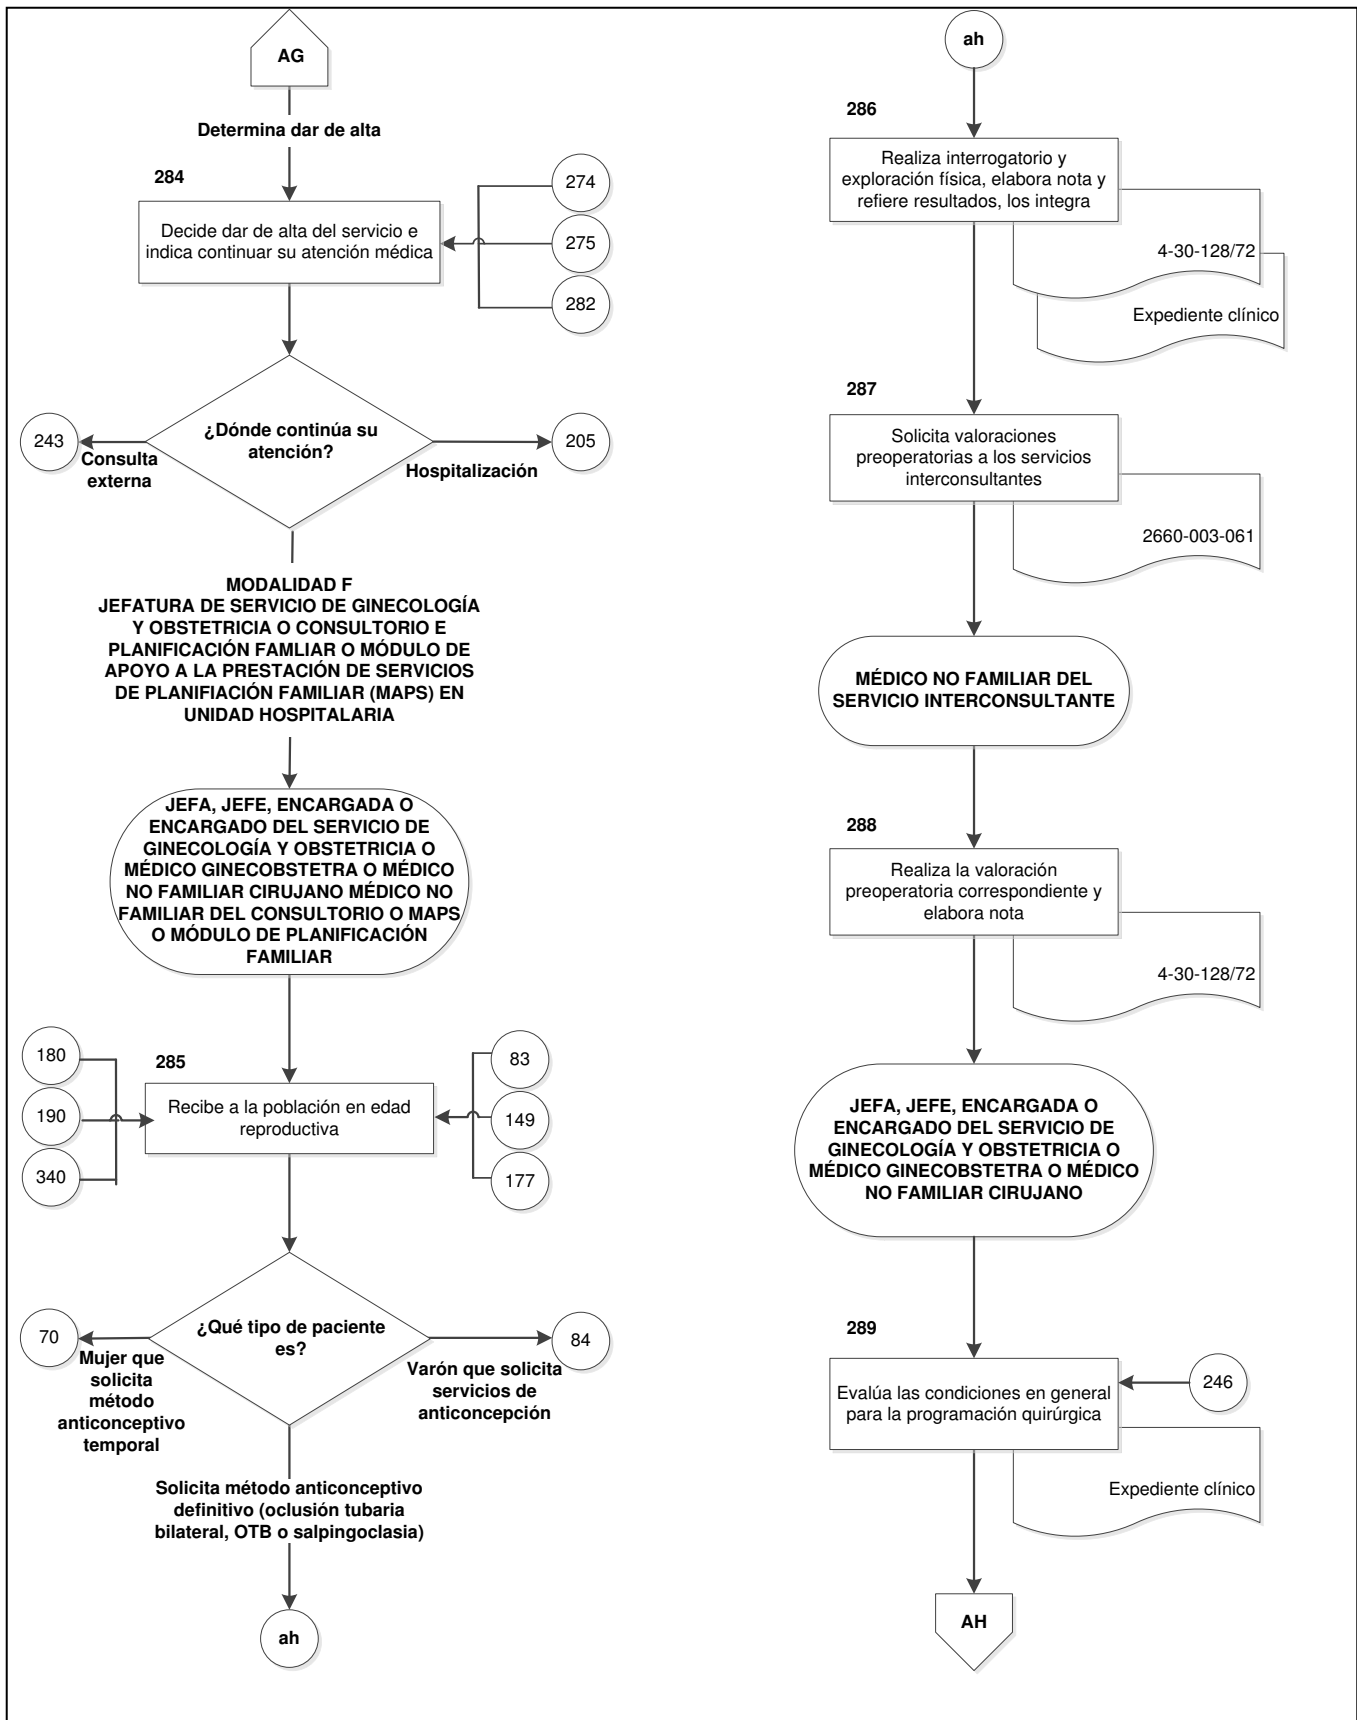 AG
Determina dar de alta
284
Decide dar de alta del servicio e
indica continuar su atención médica
274
275
282
¿Dónde continúa su
atención?
243
Consulta
externa
205
Hospitalización
MODALIDAD F
JEFATURA DE SERVICIO DE GINECOLOGÍA
Y OBSTETRICIA O CONSULTORIO E
PLANIFICACIÓN FAMLIAR O MÓDULO DE
APOYO A LA PRESTACIÓN DE SERVICIOS
DE PLANIFIACIÓN FAMILIAR (MAPS) EN
UNIDAD HOSPITALARIA
JEFA, JEFE, ENCARGADA O
ENCARGADO DEL SERVICIO DE
GINECOLOGÍA Y OBSTETRICIA O
MÉDICO GINECOBSTETRA O MÉDICO
NO FAMILIAR CIRUJANO MÉDICO NO
FAMILIAR DEL CONSULTORIO O MAPS
O MÓDULO DE PLANIFICACIÓN
FAMILIAR
180
190
340
285
Recibe a la población en edad
reproductiva
83
149
177
¿Qué tipo de paciente
es?
70
Mujer que
solicita
método
anticonceptivo
temporal
84
Varón que solicita
servicios de
anticoncepción
Solicita método anticonceptivo
definitivo (oclusión tubaria
bilateral, OTB o salpingoclasia)
ah
ah
286
Realiza interrogatorio y
exploración física, elabora nota y
refiere resultados, los integra
4-30-128/72
Expediente clínico
287
Solicita valoraciones
preoperatorias a los servicios
interconsultantes
2660-003-061
MÉDICO NO FAMILIAR DEL
SERVICIO INTERCONSULTANTE
288
Realiza la valoración
preoperatoria correspondiente y
elabora nota
4-30-128/72
JEFA, JEFE, ENCARGADA O
ENCARGADO DEL SERVICIO DE
GINECOLOGÍA Y OBSTETRICIA O
MÉDICO GINECOBSTETRA O MÉDICO
NO FAMILIAR CIRUJANO
289
Evalúa las condiciones en general
para la programación quirúrgica
246
Expediente clínico
AH